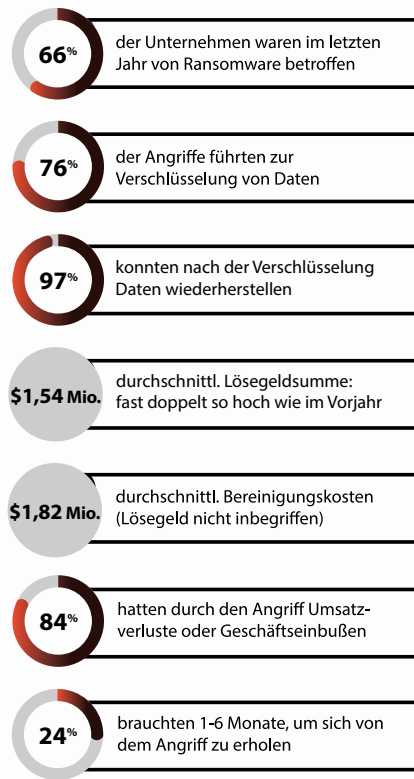 66%
der Unternehmen waren im letzten
Jahr von Ransomware betroffen
76%
der Angriffe führten zur
Verschlüsselung von Daten
97%
konnten nach der Verschlüsselung
Daten wiederherstellen
$1,54 Mio.
durchschnittl. Lösegeldsumme:
fast doppelt so hoch wie im Vorjahr
$1,82 Mio.
durchschnittl. Bereinigungskosten
(Lösegeld nicht inbegriffen)
84%
hatten durch den Angriff Umsatz-
verluste oder Geschäftseinbußen
24%
brauchten 1-6 Monate, um sich von
dem Angriff zu erholen